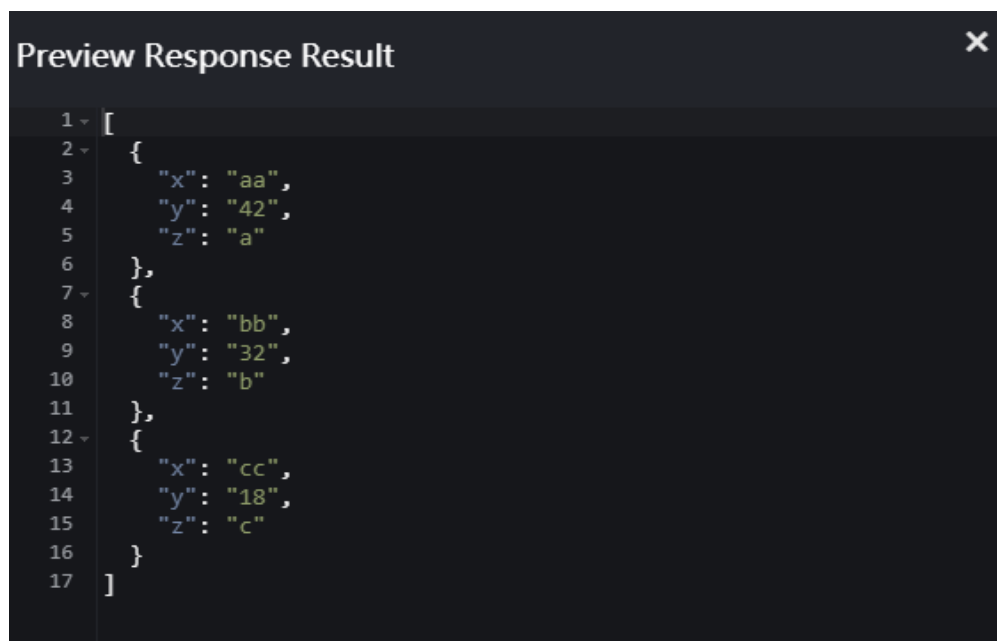 Preview Response Result ×
1 [
2 {
3 "x": "aa",
4 "y": "42",
5 "z": "a"
6 },
7 {
8 "x": "bb",
9 "y": "32",
10 "z": "b"
11 },
12 {
13 "x": "cc",
14 "y": "18",
15 "z": "c"
16 }
17 ]